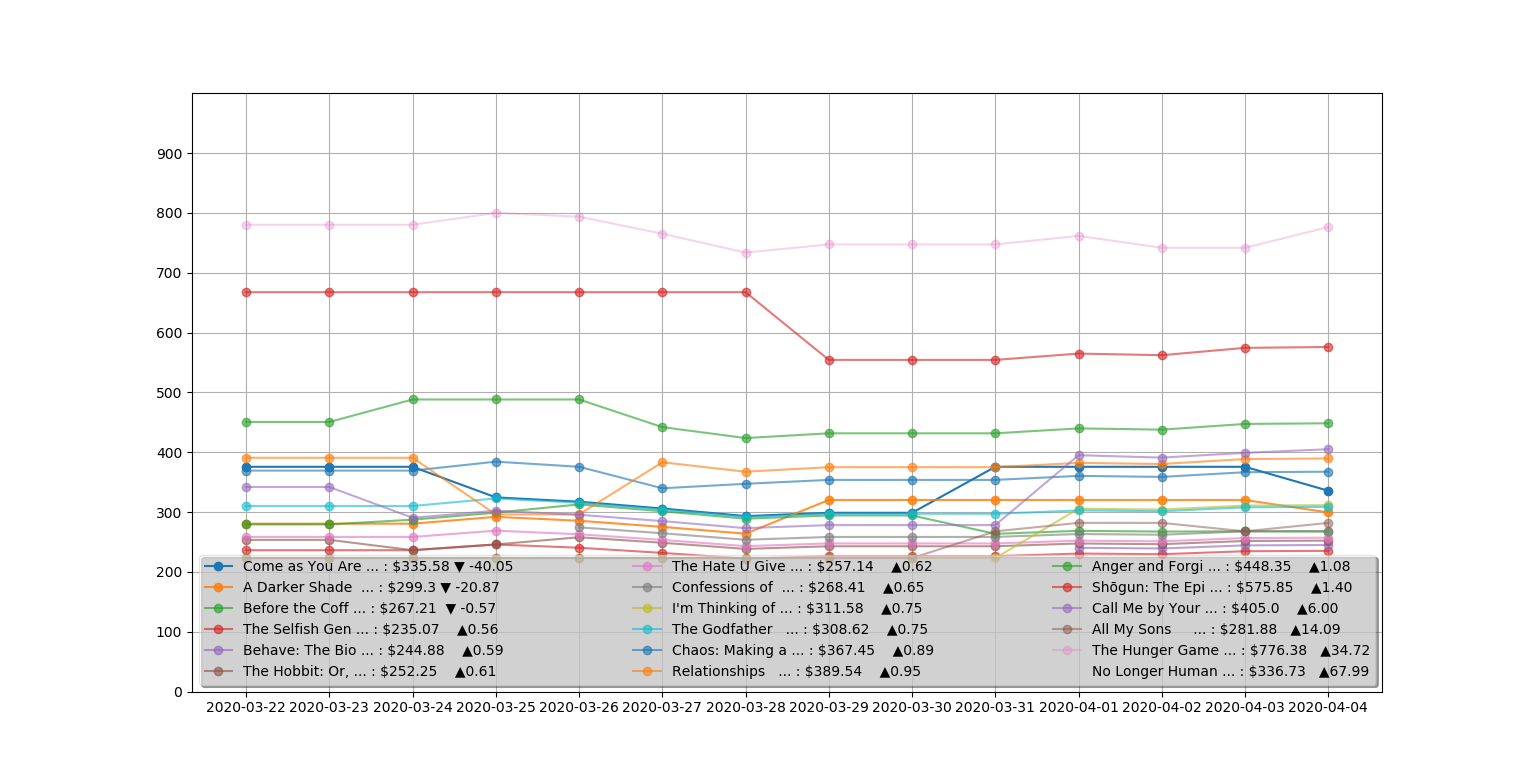 900
800
700
600
500
400
300
200
100
0
Come as You Are ... : $335.58 ▼ -40.05
A Darker Shade ... : $299.3 ▼ -20.87
Before the Coff ... : $267.21 ▼ -0.57
The Selfish Gen ... : $235.07 ▲0.56
Behave: The Bio ... : $244.88 ▲0.59
The Hobbit: Or, ... : $252.25 ▲0.61
The Hate U Give ... : $257.14 ▲0.62
Confessions of ... : $268.41 ▲0.65
I'm Thinking of ... : $311.58 ▲0.75
The Godfather ... : $308.62 ▲0.75
Chaos: Making a ... : $367.45 ▲0.89
Relationships ... : $389.54 ▲0.95
Anger and Forgi ... : $448.35 ▲1.08
Shōgun: The Epi ... : $575.85 ▲1.40
Call Me by Your ... : $405.0 ▲6.00
All My Sons ... : $281.88 ▲14.09
The Hunger Game ... : $776.38 ▲34.72
No Longer Human ... : $336.73 ▲67.99
2020-03-22 2020-03-23 2020-03-24 2020-03-25 2020-03-26 2020-03-27 2020-03-28 2020-03-29 2020-03-30 2020-03-31 2020-04-01 2020-04-02 2020-04-03 2020-04-04